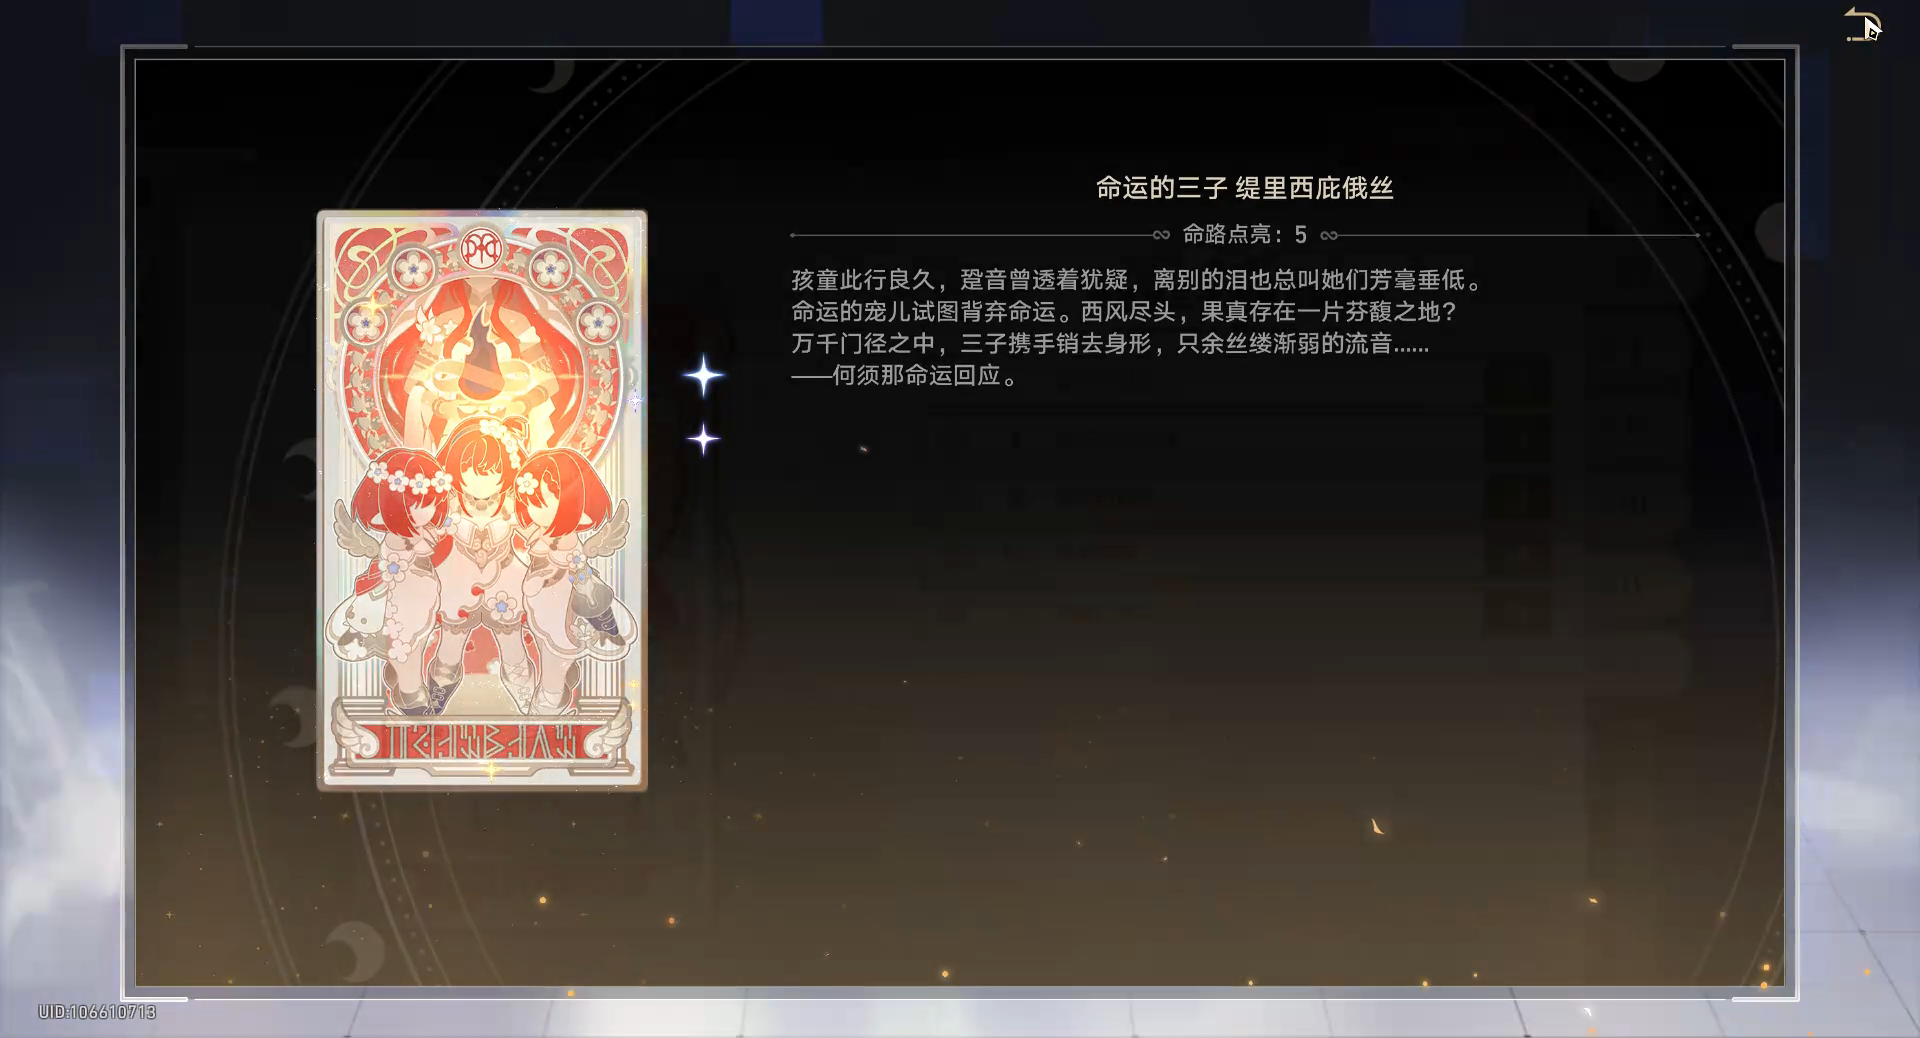 命运的三子 缇里西庇俄丝
命路点亮：5
孩童此行良久，跫音曾透着犹疑，离别的泪也总叫她们芳毫垂低。
命运的宠儿试图背弃命运。西风尽头，果真存在一片芬馥之地？
万千门径之中，三子携手销去身形，只余丝缕渐弱的流音……
——何须那命运回应。
UID:106610713